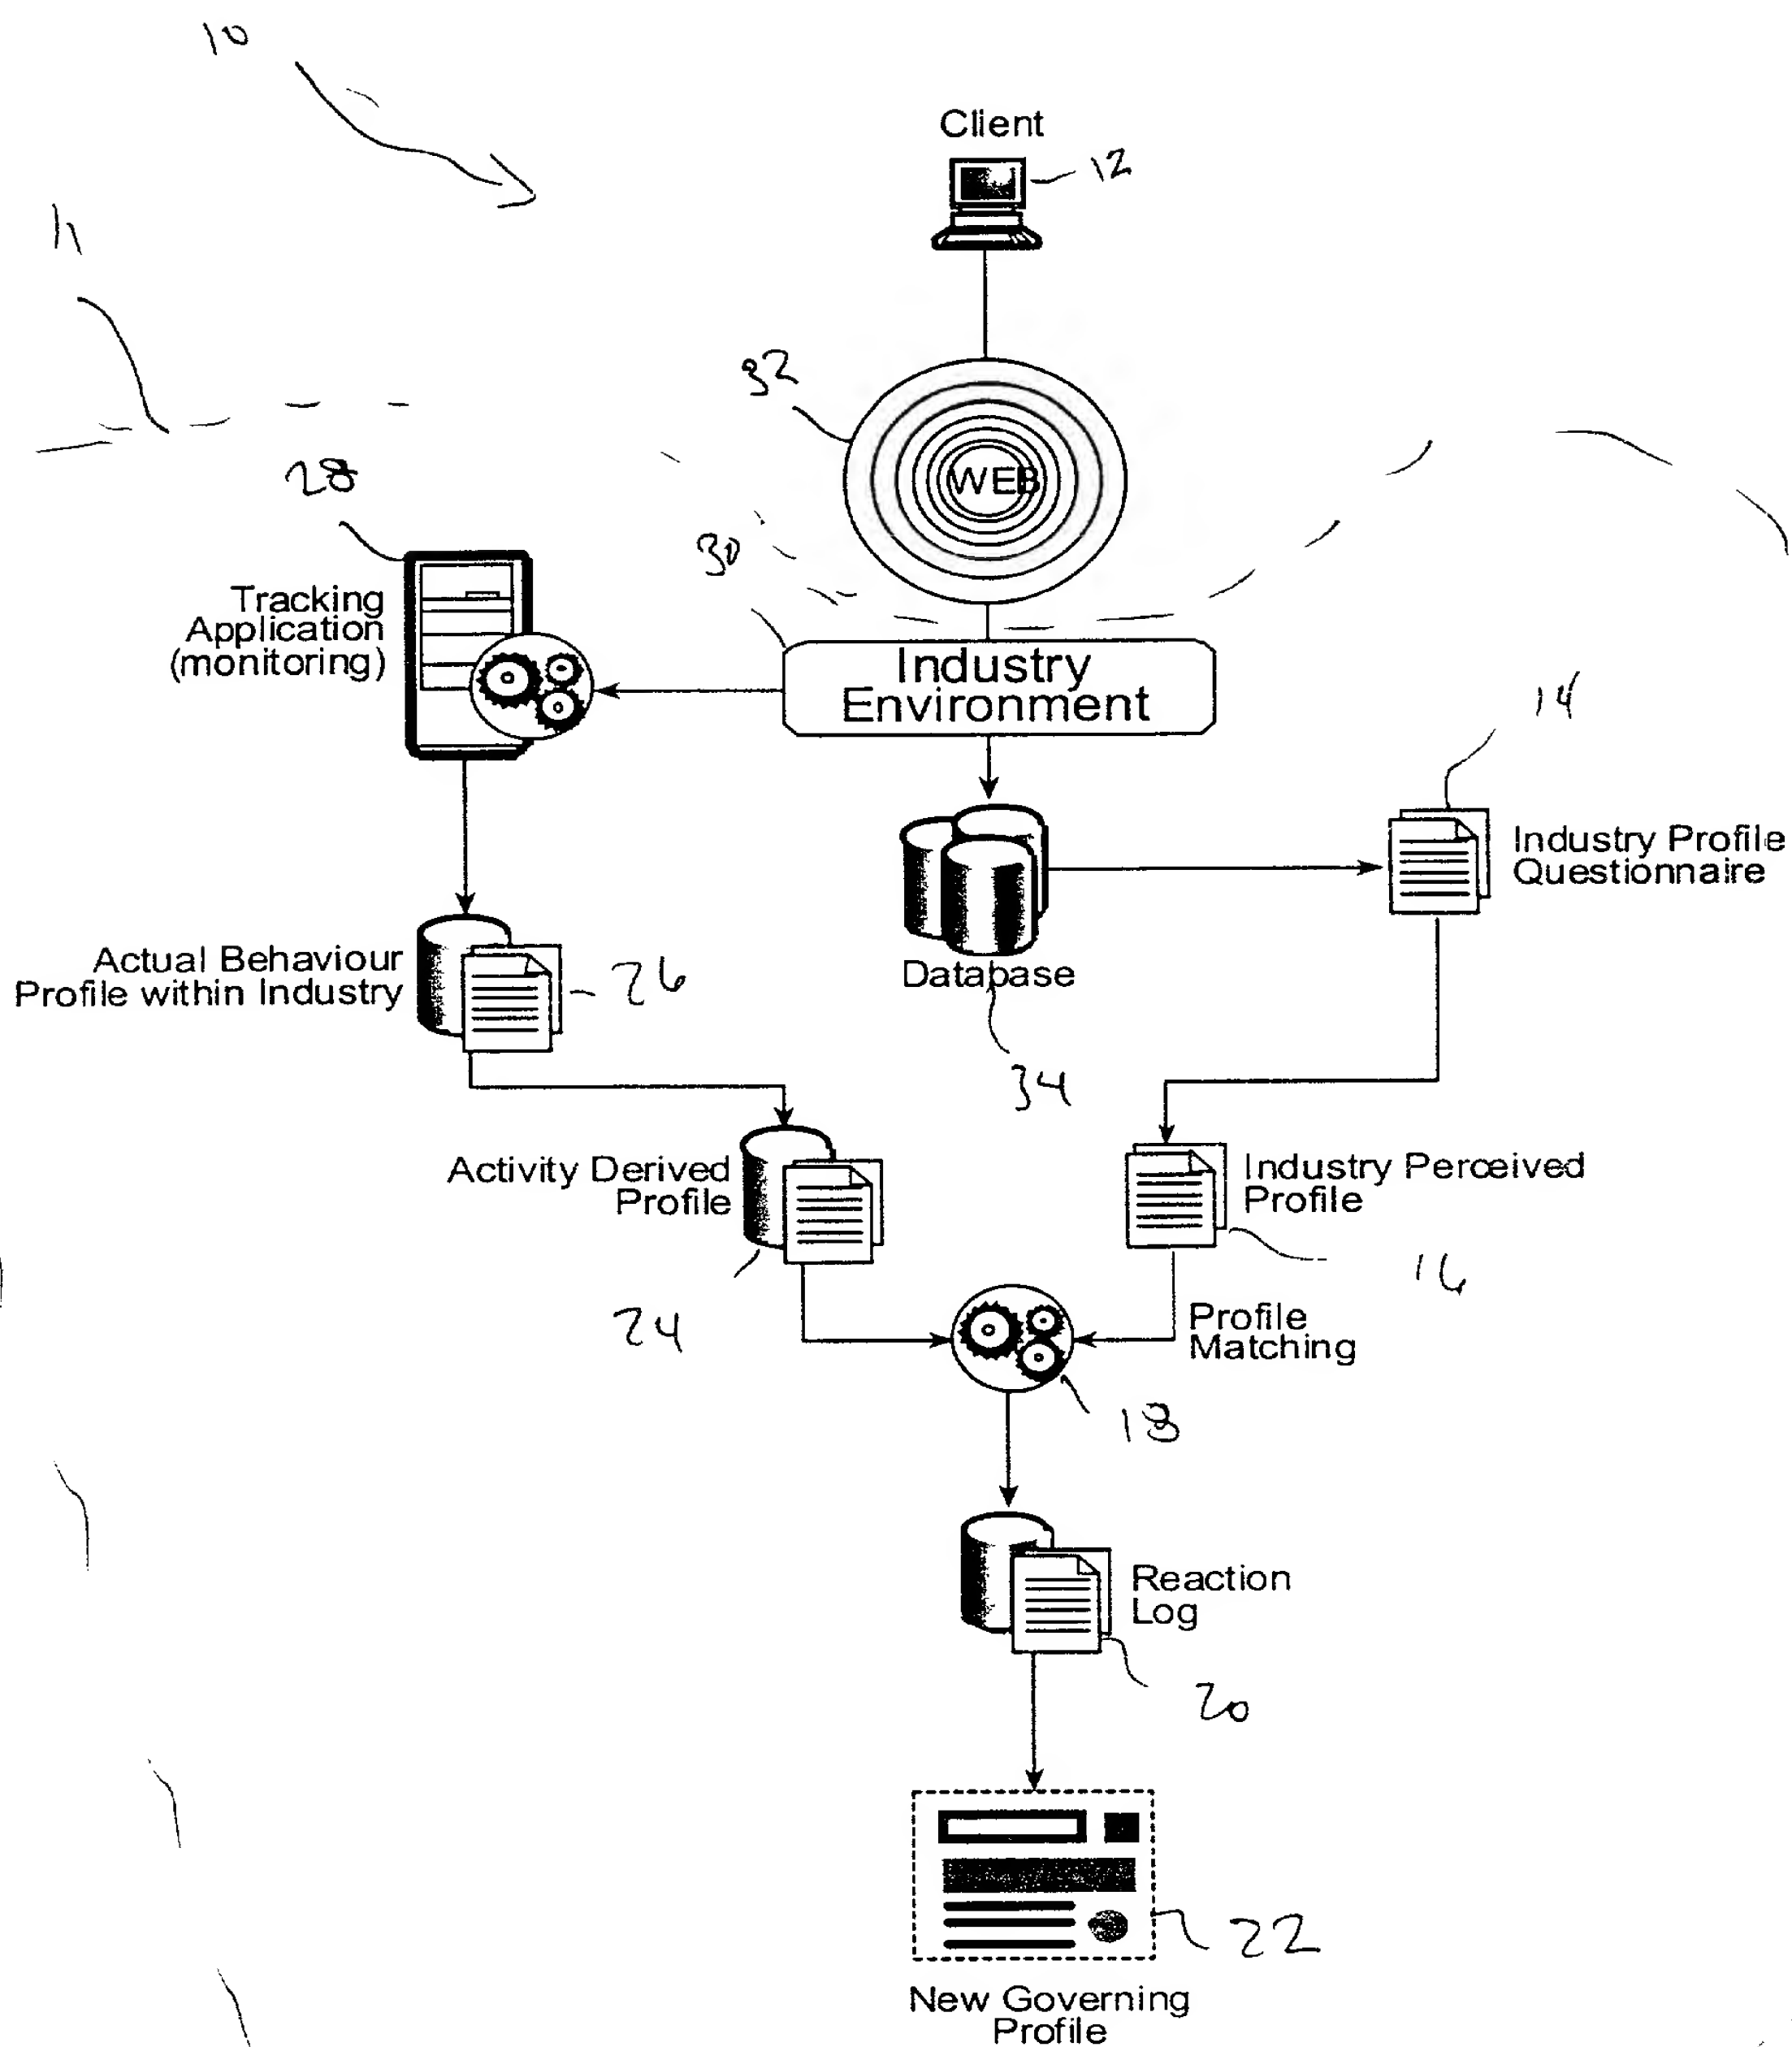 10
Client
12
11
32
WEB
28
30
Tracking
Application
(monitoring)
Industry
Environment
14
Industry Profile
Questionnaire
Actual Behaviour
Profile within Industry
26
Database
34
Activity Derived
Profile
Industry Perceived
Profile
16
24
Profile
Matching
18
Reaction
Log
20
22
New Governing
Profile